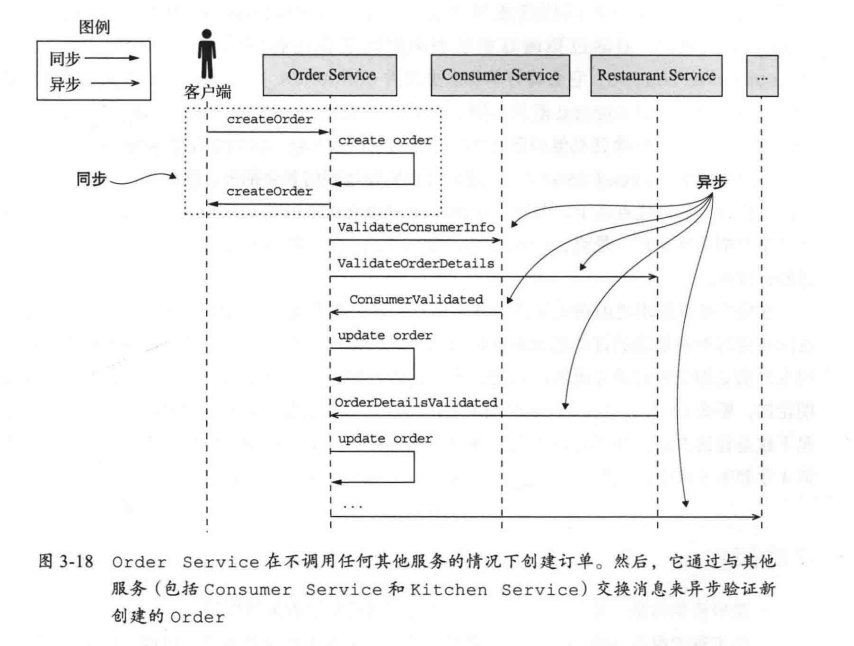 图例
同步
异步
客户端
Order Service
Consumer Service
Restaurant Service
...
createOrder
create order
同步
createOrder
异步
ValidateConsumerInfo
ValidateOrderDetails
ConsumerValidated
update order
OrderDetailsValidated
update order
...
图 3-18 Order Service 在不调用任何其他服务的情况下创建订单。然后，它通过与其他
服务（包括 Consumer Service 和 Kitchen Service）交换消息来异步验证新
创建的 Order